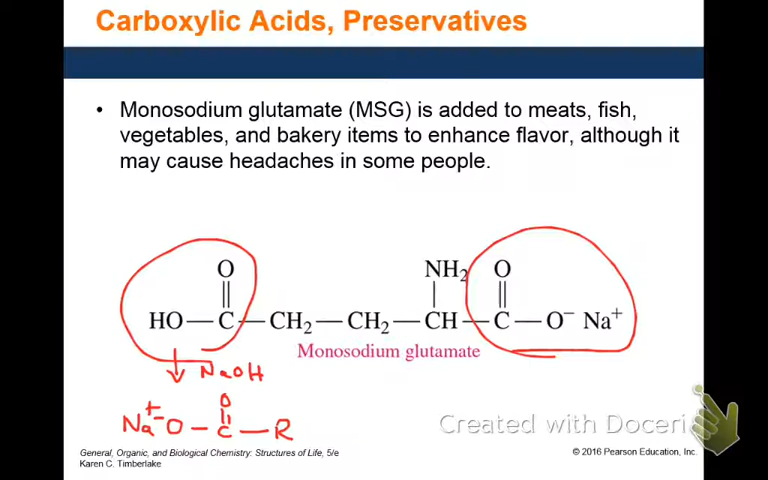 Carboxylic Acids, Preservatives
• Monosodium glutamate (MSG) is added to meats, fish,
vegetables, and bakery items to enhance flavor, although it
may cause headaches in some people.
O NH₂ O
HO—C—CH₂—CH₂—CH—C—O⁻ Na⁺
Monosodium glutamate
NaOH
O
Na⁺ ⁻O—C—R
Created with Doceri
General, Organic, and Biological Chemistry: Structures of Life, 5/e
Karen C. Timberlake
© 2016 Pearson Education, Inc.